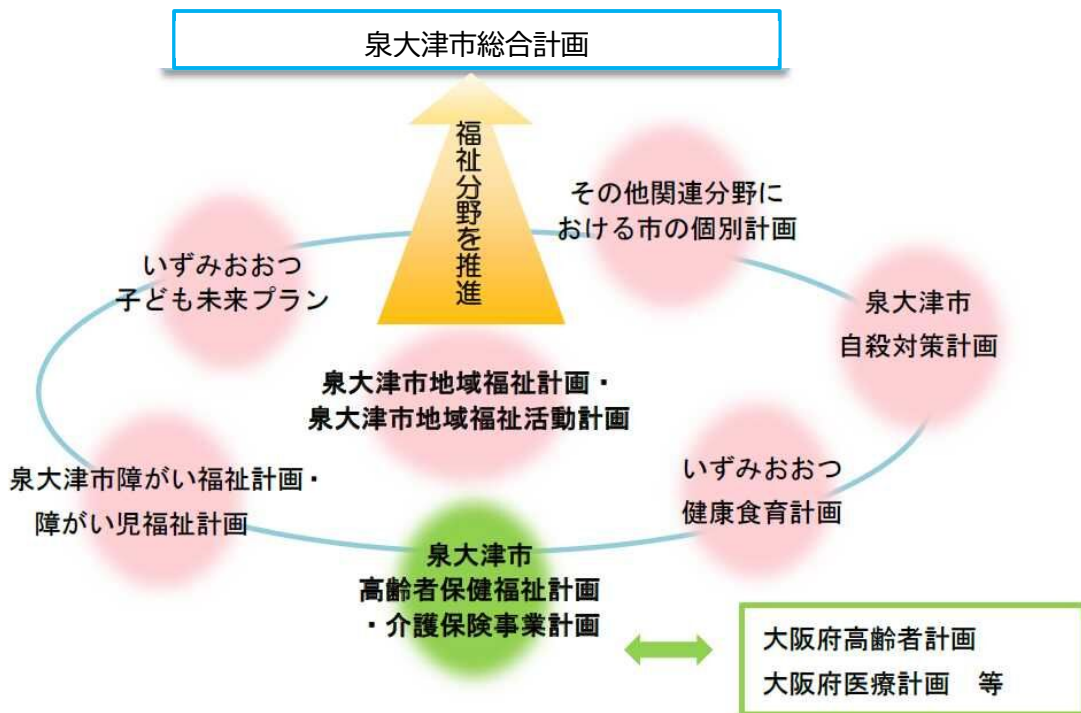 泉大津市総合計画
福祉分野を推進
その他関連分野に
おける市の個別計画
いずみおおつ
子ども未来プラン
泉大津市
自殺対策計画
泉大津市地域福祉計画・
泉大津市地域福祉活動計画
泉大津市障がい福祉計画・
障がい児福祉計画
いずみおおつ
健康食育計画
泉大津市
高齢者保健福祉計画
・介護保険事業計画
大阪府高齢者計画
大阪府医療計画　等